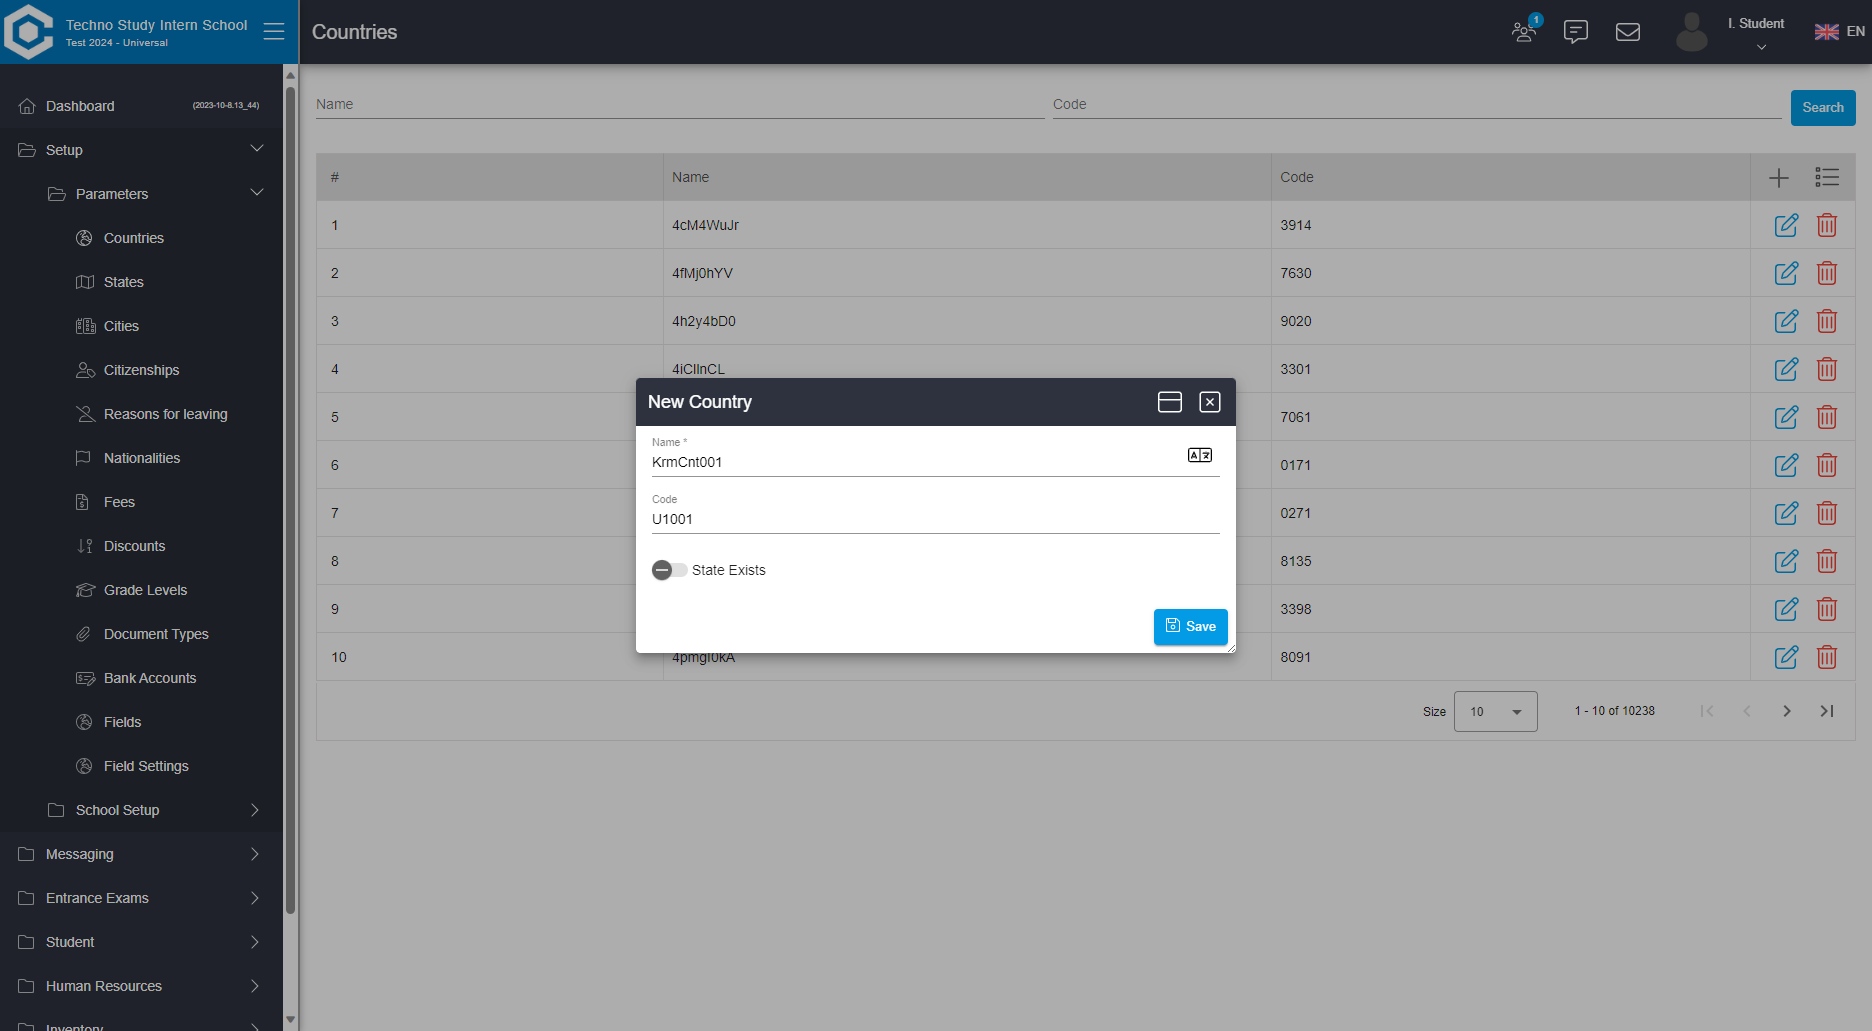 Techno Study Intern School
Test 2024 - Universal
Countries
1
I. Student
EN
Dashboard
(2023-10-8.13_44)
Setup
Parameters
Countries
States
Cities
Citizenships
Reasons for leaving
Nationalities
Fees
Discounts
Grade Levels
Document Types
Bank Accounts
Fields
Field Settings
School Setup
Messaging
Entrance Exams
Student
Human Resources
Inventory
Name
Code
Search
# Name Code
1 4cM4WuJr 3914
2 4fMj0hYV 7630
3 4h2y4bD0 9020
4 3301
5 7061
6 0171
7 0271
8 8135
9 3398
10 8091
New Country
Name *
KrmCnt001
Code
U1001
State Exists
Save
Size 10 1 - 10 of 10238